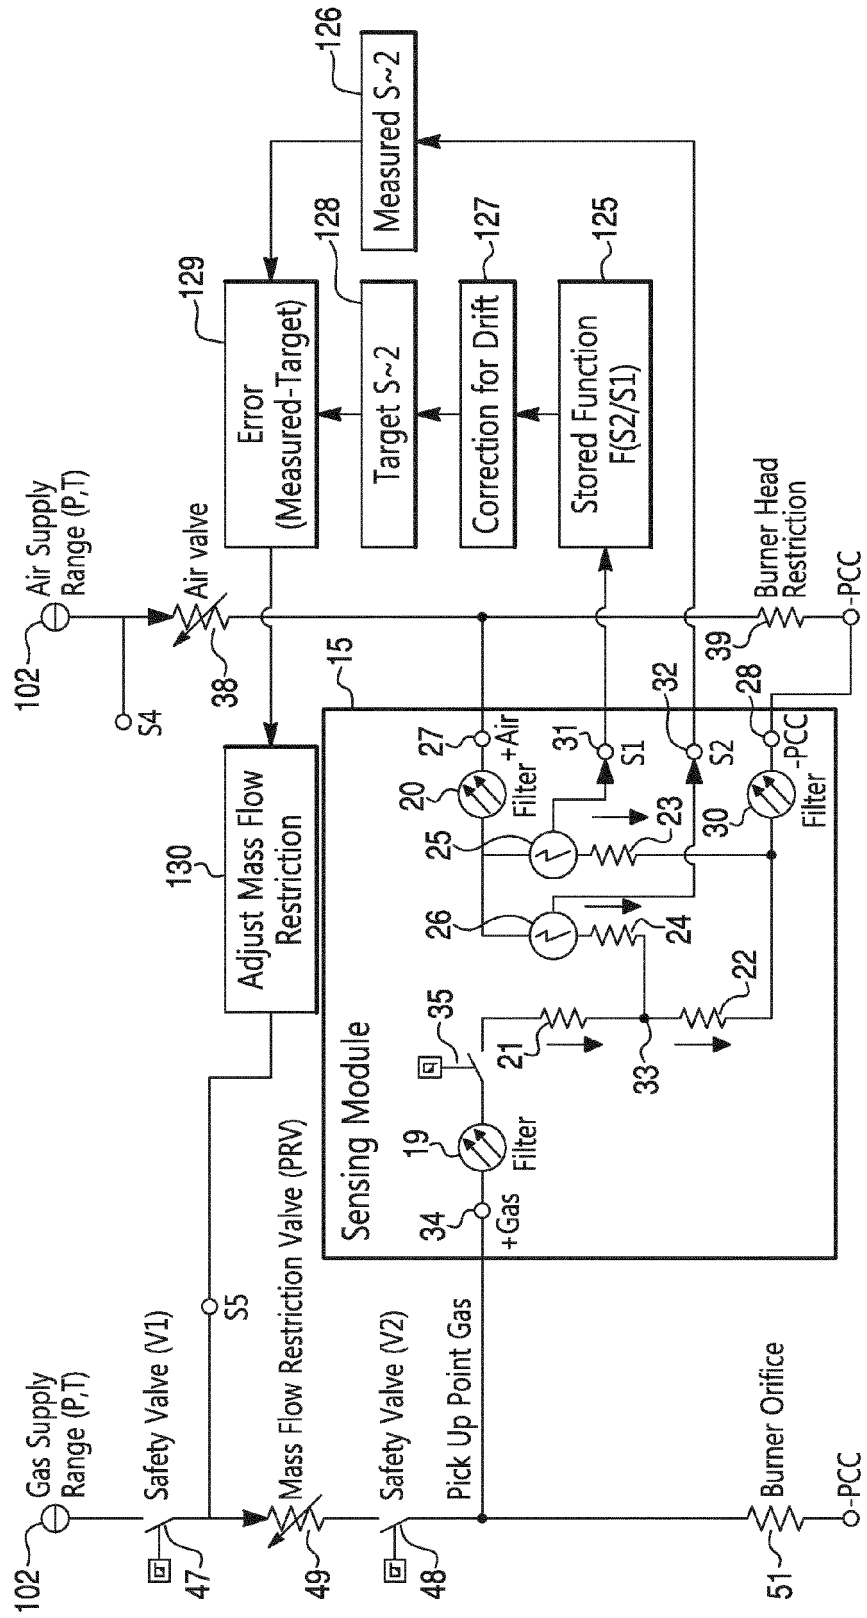 102
Gas Supply
Range (P,T)
Safety Valve (V1)
47
S5
Mass Flow Restriction Valve (PRV)
49
Safety Valve (V2)
48
Pick Up Point Gas
Burner Orifice
51
-PCC
130
Adjust Mass Flow
Restriction
102
Air Supply
Range (P,T)
S4
Air valve
38
129
Error
(Measured-Target)
128
Target S~2
126
Measured S~2
127
Correction for Drift
125
Stored Function
F(S2/S1)
15
Sensing Module
34
+Gas
19
Filter
35
21
33
22
26
24
25
23
20
Filter
27
+Air
31
S1
32
S2
30
Filter
28
-PCC
39
Burner Head
Restriction
-PCC